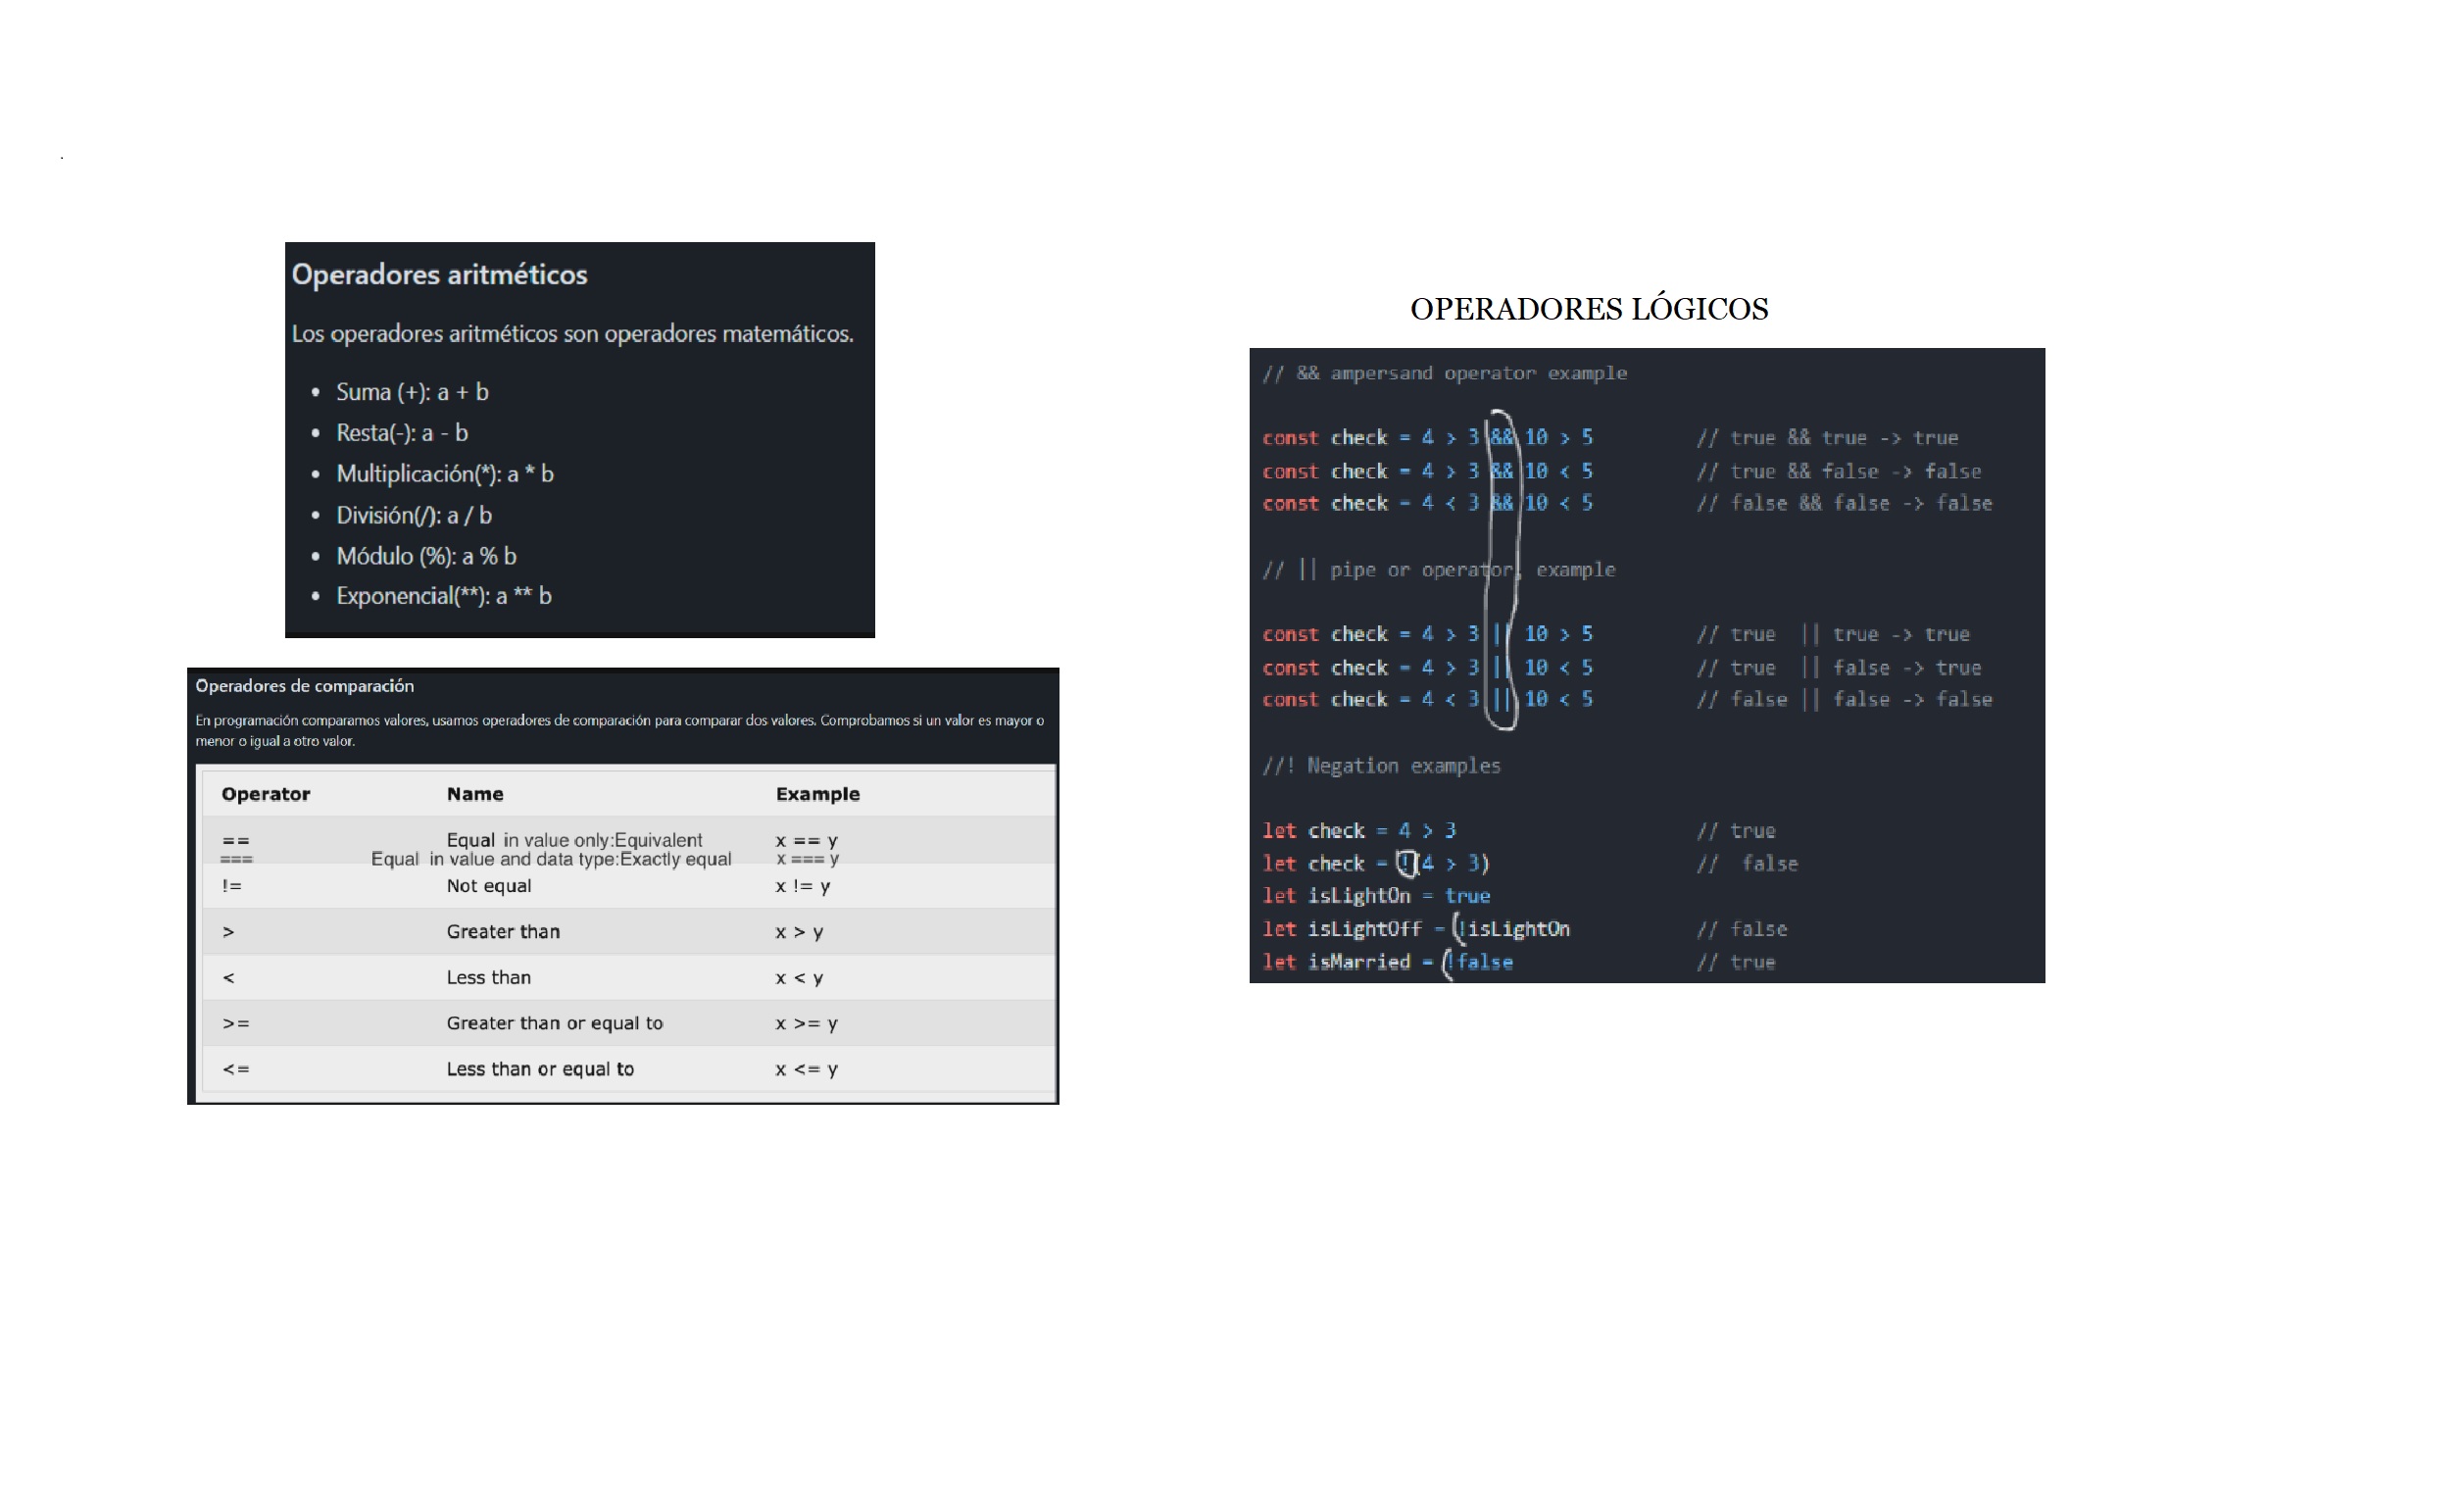 Operadores aritméticos
Los operadores aritméticos son operadores matemáticos.
• Suma (+): a + b
• Resta(-): a - b
• Multiplicación(*): a * b
• División(/): a / b
• Módulo (%): a % b
• Exponencial(**): a ** b
Operadores de comparación
En programación comparamos valores, usamos operadores de comparación para comparar dos valores. Comprobamos si un valor es mayor o
menor o igual a otro valor.
Operator Name Example
== Equal in value only:Equivalent x == y
=== Equal in value and data type:Exactly equal x === y
!= Not equal x != y
> Greater than x > y
< Less than x < y
>= Greater than or equal to x >= y
<= Less than or equal to x <= y
OPERADORES LÓGICOS
// && ampersand operator example
const check = 4 > 3 && 10 > 5 // true && true -> true
const check = 4 > 3 && 10 < 5 // true && false -> false
const check = 4 < 3 && 10 < 5 // false && false -> false
// || pipe or operator, example
const check = 4 > 3 || 10 > 5 // true || true -> true
const check = 4 > 3 || 10 < 5 // true || false -> true
const check = 4 < 3 || 10 < 5 // false || false -> false
//! Negation examples
let check = 4 > 3 // true
let check = !(4 > 3) // false
let isLightOn = true
let isLightOff = !isLightOn // false
let isMarried = !false // true